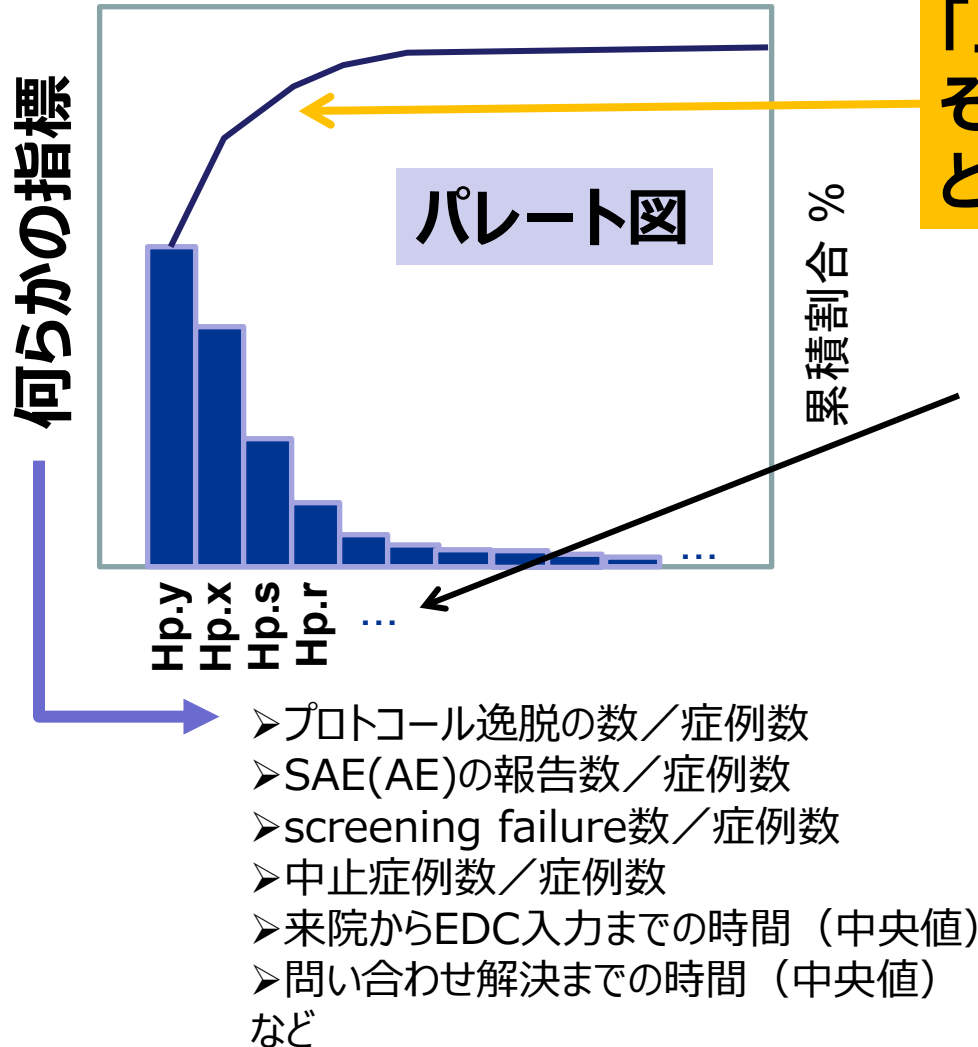 何らかの指標
パレート図
累積割合 %
...
Hp.y
Hp.x
Hp.s
Hp.r
...
➢プロトコール逸脱の数／症例数
➢SAE(AE)の報告数／症例数
➢screening failure数／症例数
➢中止症例数／症例数
➢来院からEDC入力までの時間（中央値）
➢問い合わせ解決までの時間（中央値）
など